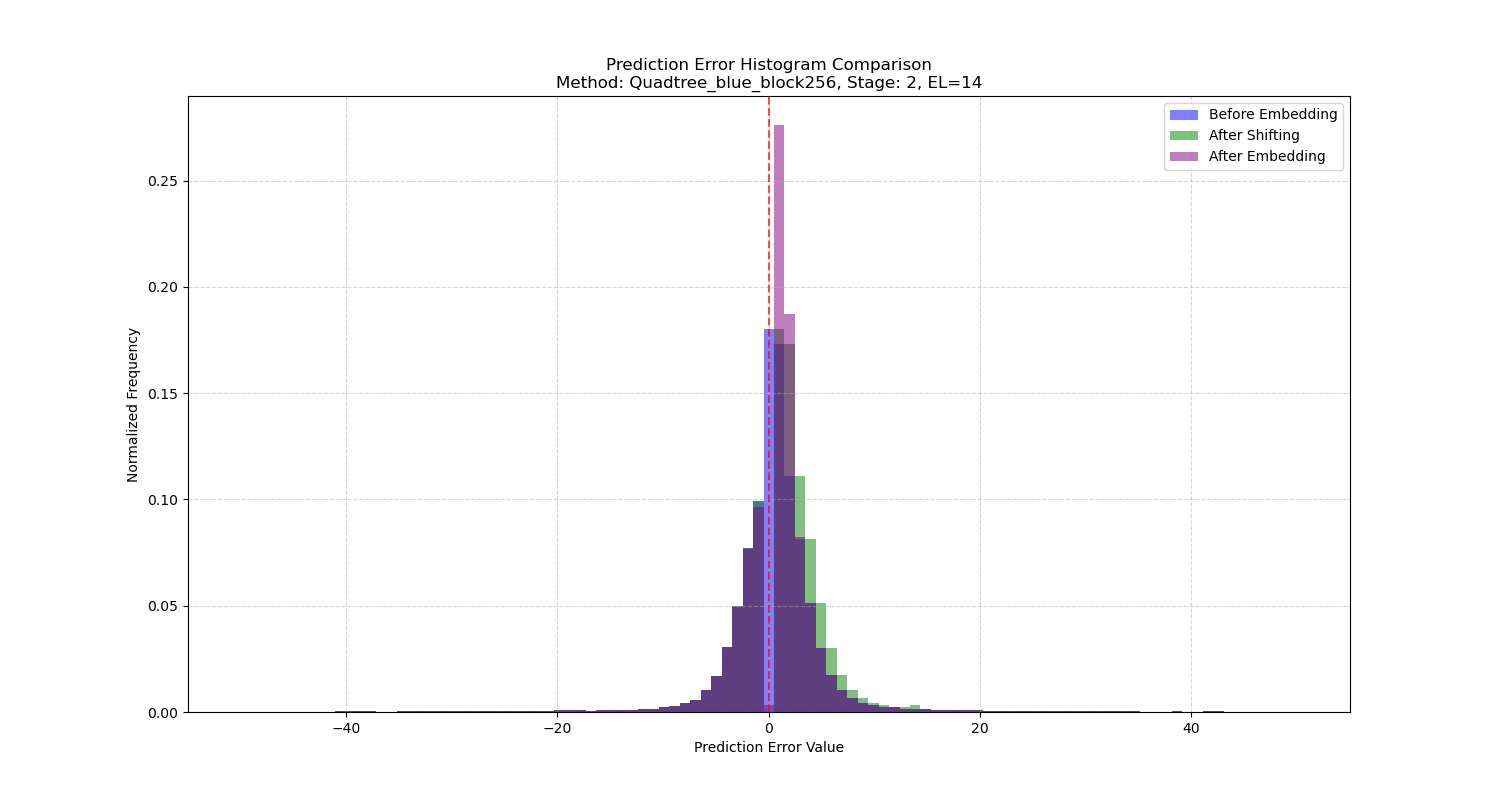 Prediction Error Histogram Comparison
Method: Quadtree_blue_block256, Stage: 2, EL=14
Before Embedding
After Shifting
After Embedding
Normalized Frequency
0.25
0.20
0.15
0.10
0.05
0.00
−40
−20
0
20
40
Prediction Error Value